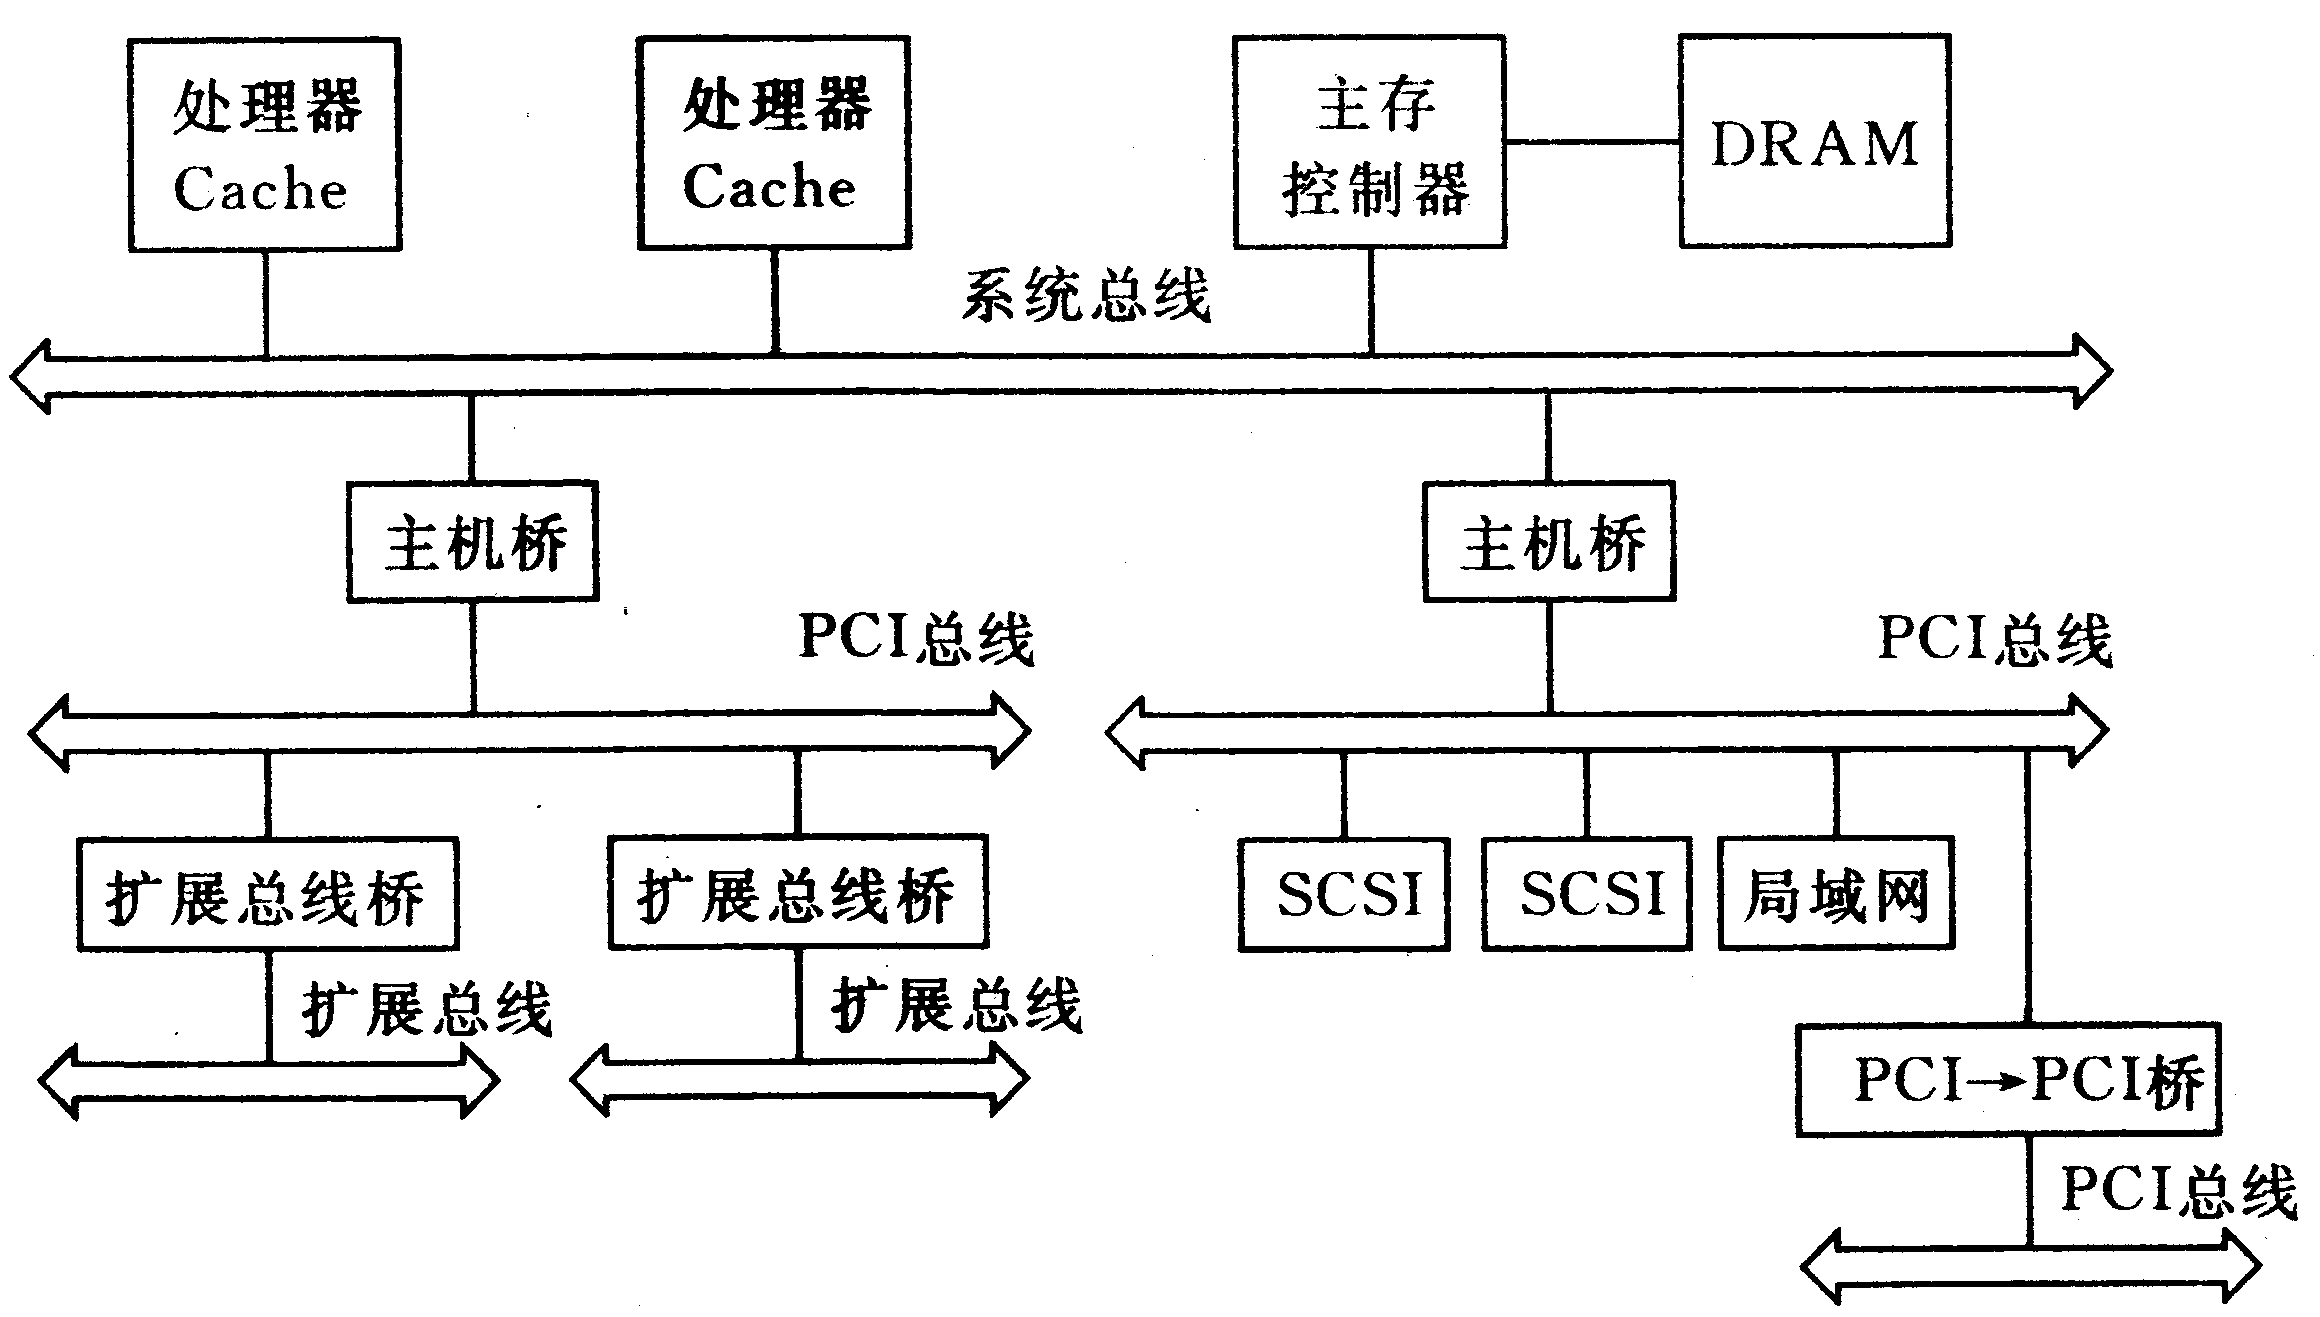 处理器
Cache
处理器
Cache
主存
控制器
DRAM
系统总线
主机桥
主机桥
PCI总线
PCI总线
扩展总线桥
扩展总线桥
SCSI
SCSI
局域网
扩展总线
扩展总线
PCI→PCI桥
PCI总线